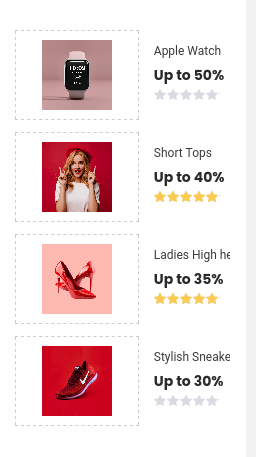 Apple Watch
Up to 50%
Short Tops
Up to 40%
Ladies High he
Up to 35%
Stylish Sneake
Up to 30%